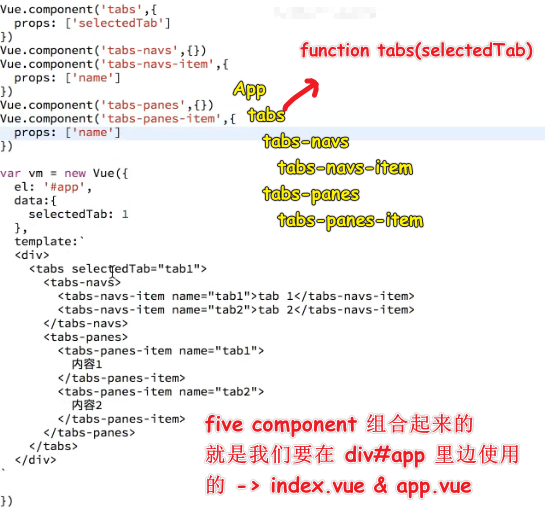 Vue.component('tabs',{
  props: ['selectedTab']
})
Vue.component('tabs-navs',{})
Vue.component('tabs-navs-item',{
  props: ['name']
})
Vue.component('tabs-panes',{})
Vue.component('tabs-panes-item',{
  props: ['name']
})
function tabs(selectedTab)
App
tabs
tabs-navs
tabs-navs-item
tabs-panes
tabs-panes-item
var vm = new Vue({
  el: '#app',
  data:{
    selectedTab: 1
  },
  template:`
  <div>
    <tabs selectedTab="tab1">
      <tabs-navs>
        <tabs-navs-item name="tab1">tab 1</tabs-navs-item>
        <tabs-navs-item name="tab2">tab 2</tabs-navs-item>
      </tabs-navs>
      <tabs-panes>
        <tabs-panes-item name="tab1">
          内容1
        </tabs-panes-item>
        <tabs-panes-item name="tab2">
          内容2
        </tabs-panes-item>
      </tabs-panes>
    </tabs>
  </div>
`
})
five component 组合起来的
就是我们要在 div#app 里边使用
的 -> index.vue & app.vue